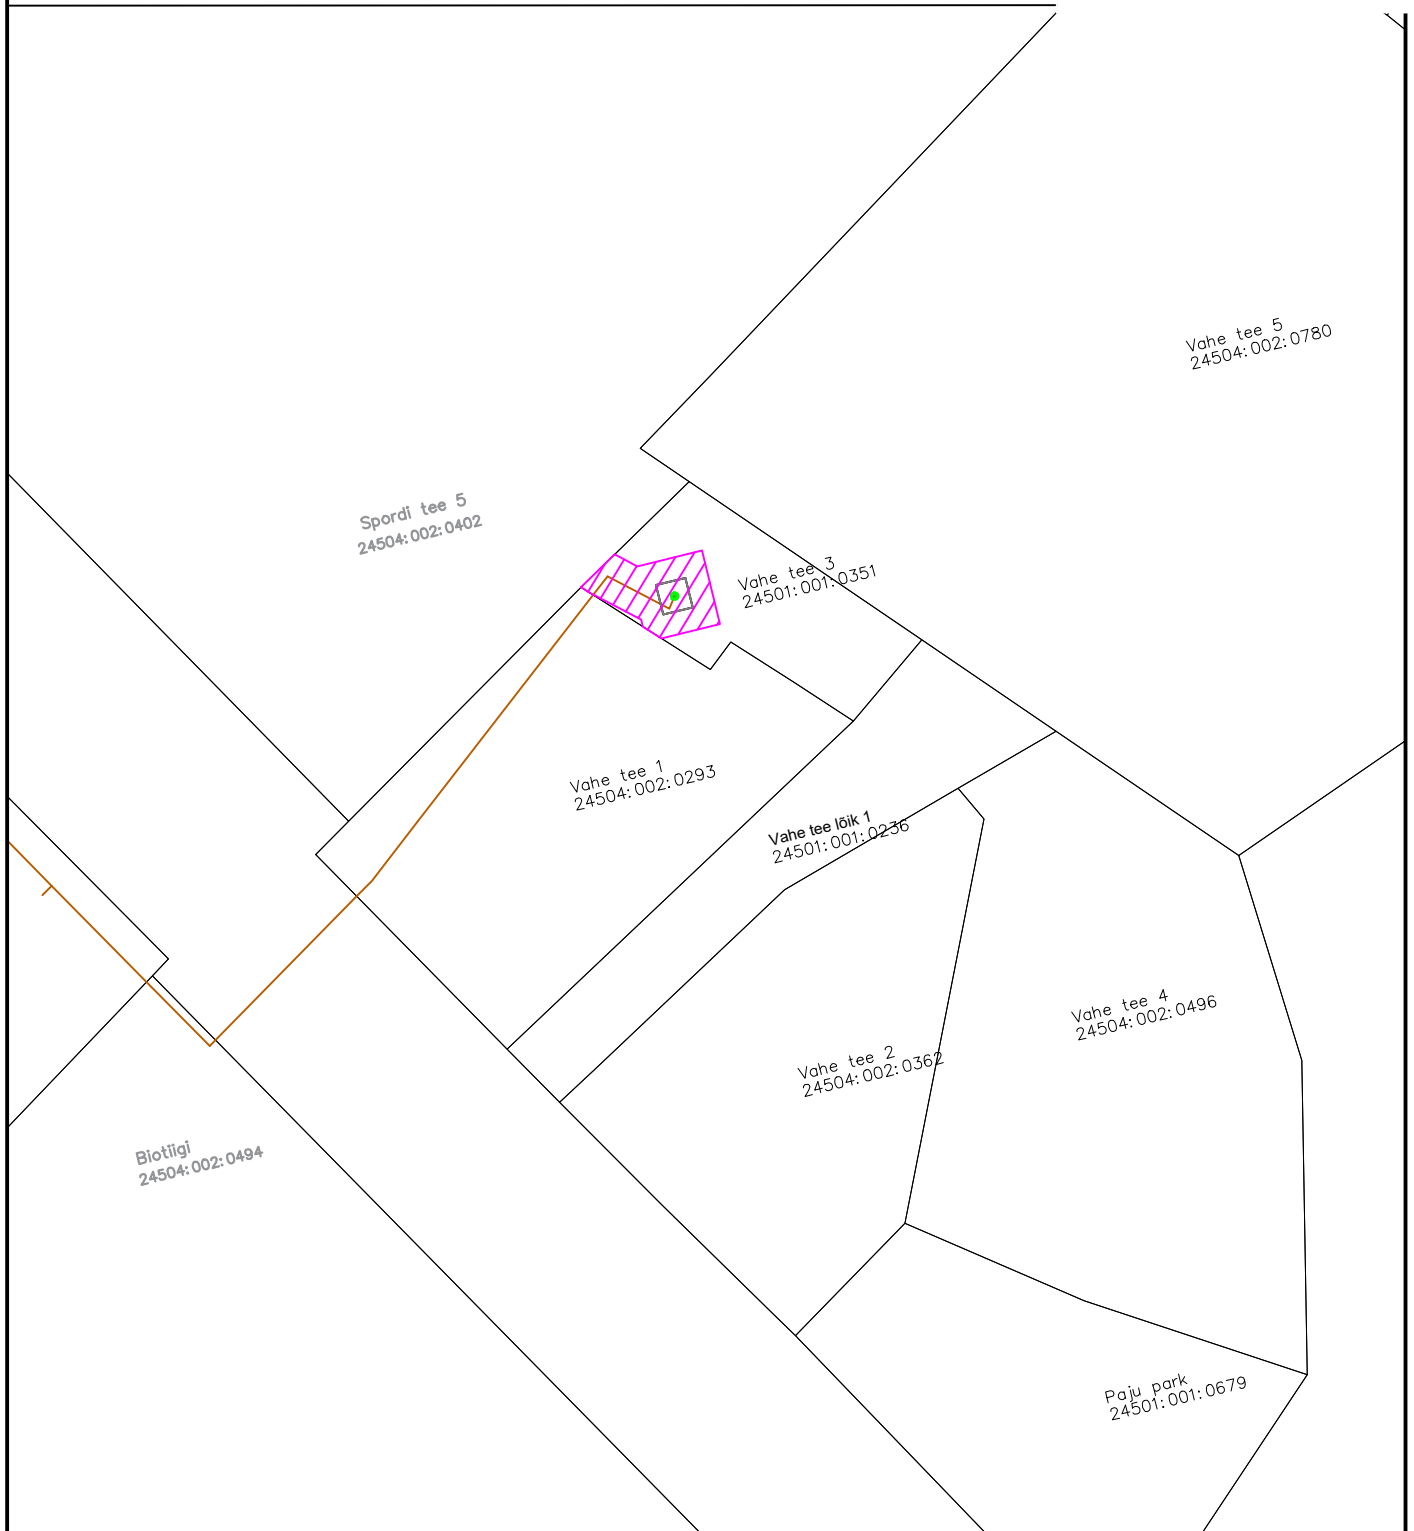 Vahe tee 5
24504:002:0780
Spordi tee 5
24504:002:0402
Vahe tee 3
24501:001:0351
Vahe tee 1
24504:002:0293
Vahe tee lõik 1
24501:001:0236
Vahe tee 4
24504:002:0496
Vahe tee 2
24504:002:0362
Biotiigi
24504:002:0494
Paju park
24501:001:0679